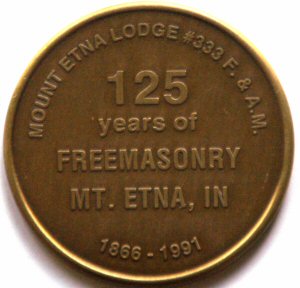 MOUNT ETNA LODGE #333 F. & A.M.
125
years of
FREEMASONRY
MT. ETNA, IN
1866 - 1991